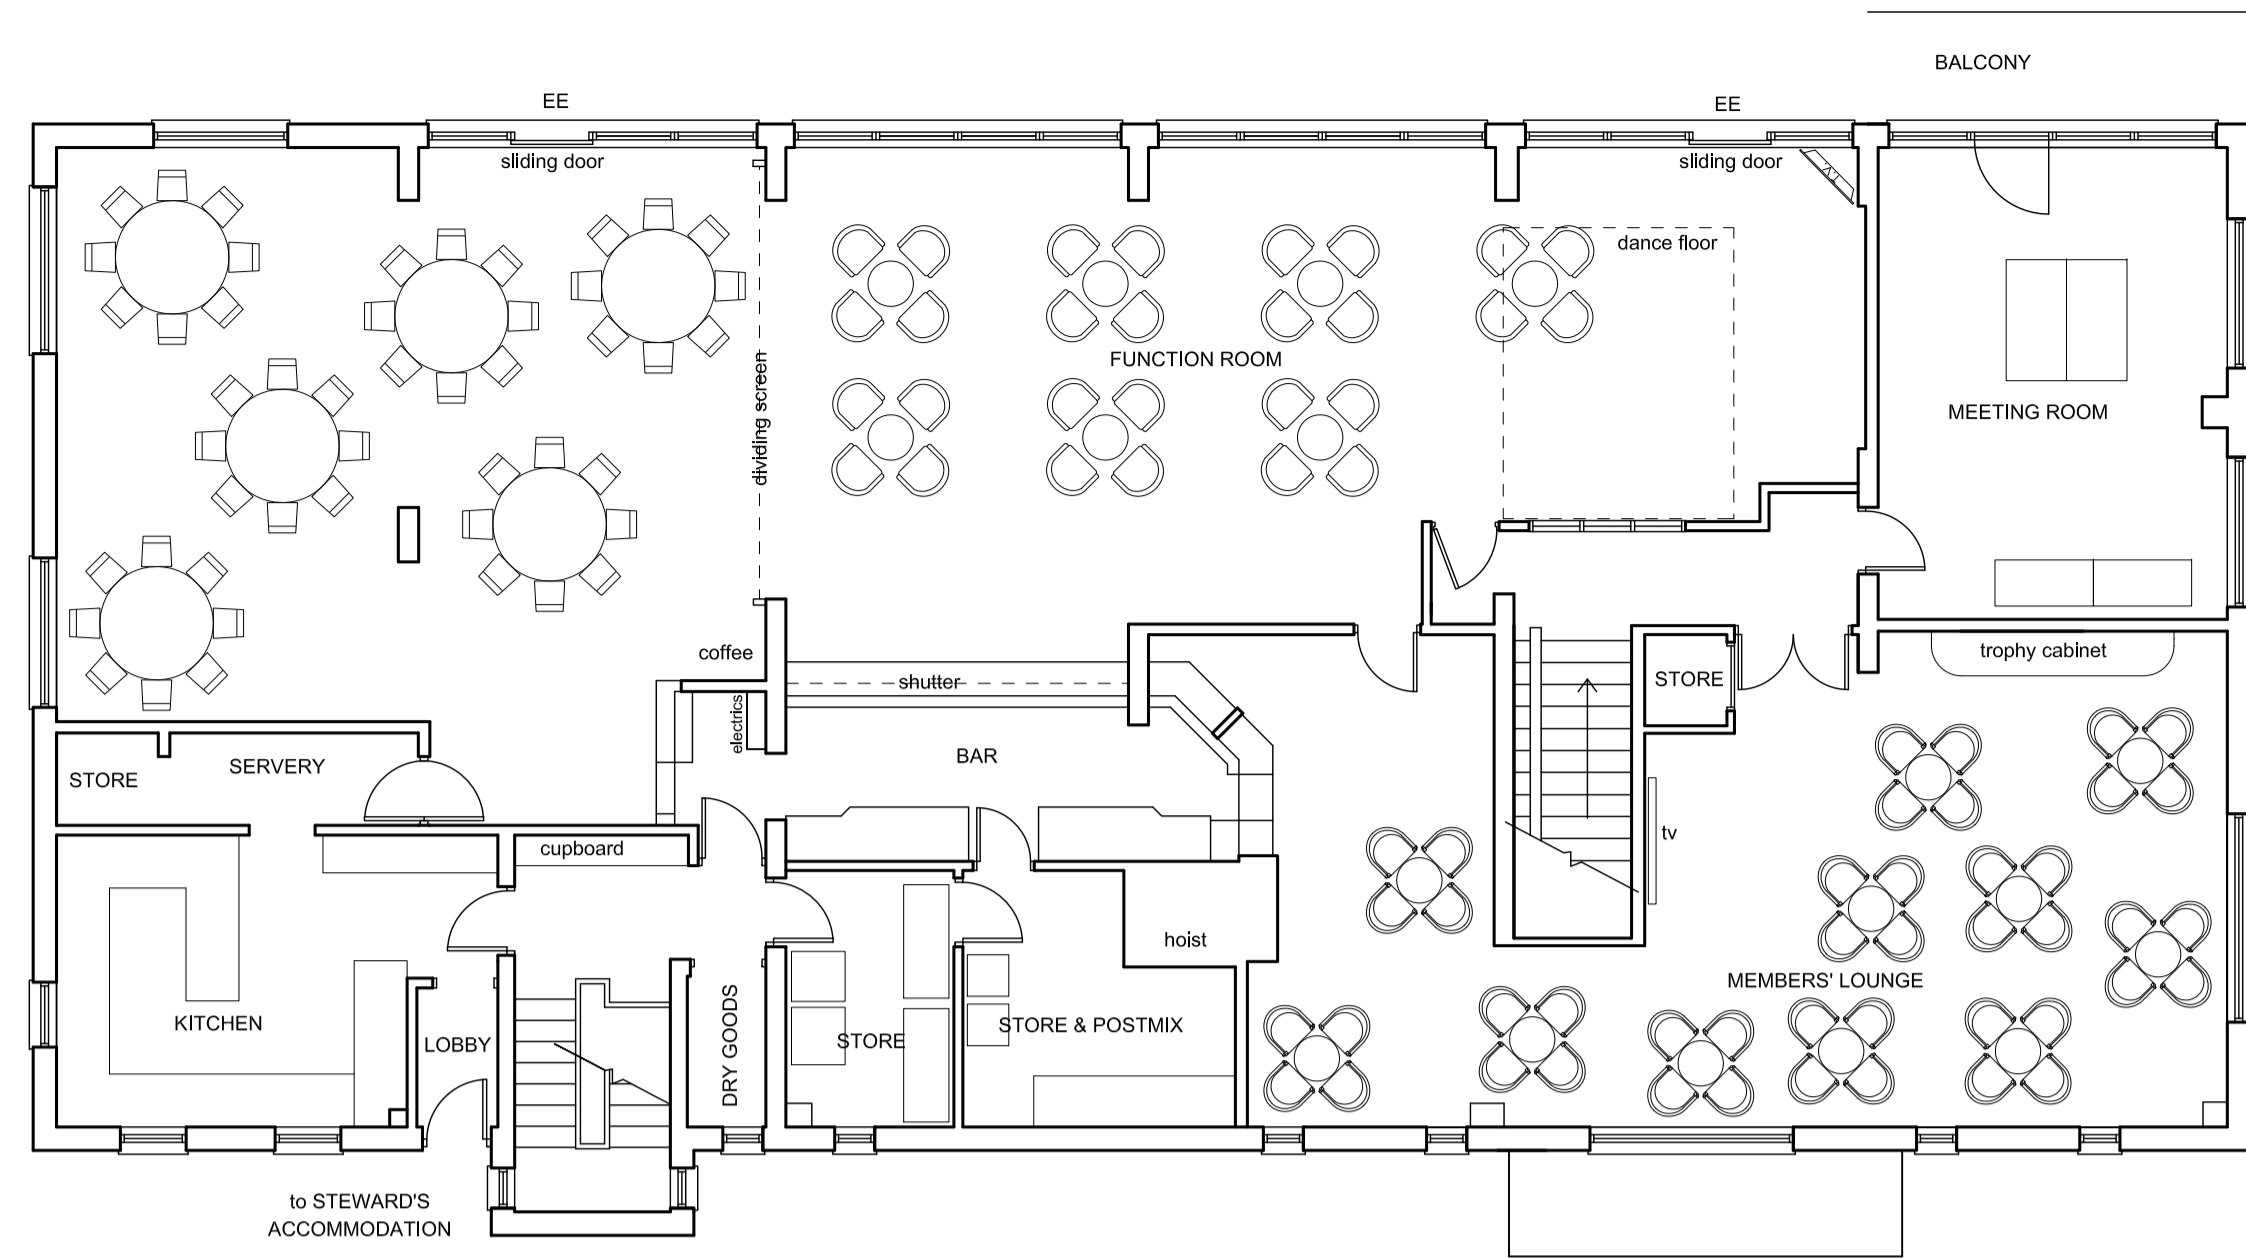 BALCONY
EE
EE
sliding door
sliding door
dance floor
dividing screen
FUNCTION ROOM
MEETING ROOM
coffee
trophy cabinet
shutter
STORE
electrics
BAR
SERVERY
STORE
tv
cupboard
hoist
MEMBERS' LOUNGE
KITCHEN
LOBBY
DRY GOODS
STORE
STORE & POSTMIX
to STEWARD'S
ACCOMMODATION